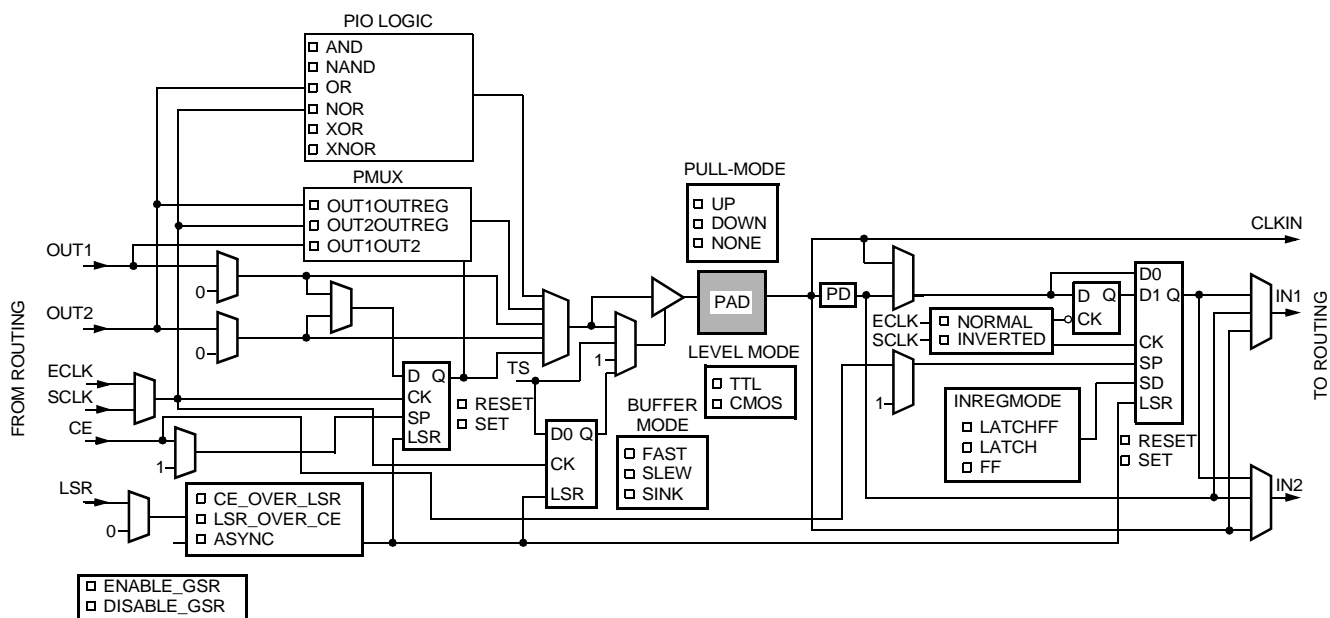 PIO LOGIC
AND
NAND
OR
NOR
XOR
XNOR
PMUX
OUT1OUTREG
OUT2OUTREG
OUT1OUT2
PULL-MODE
UP
DOWN
NONE
CLKIN
OUT1
0
OUT2
0
FROM ROUTING
ECLK
SCLK
CE
1
LSR
0
D Q
CK
SP
LSR
RESET
SET
CE_OVER_LSR
LSR_OVER_CE
ASYNC
ENABLE_GSR
DISABLE_GSR
TS
1
D0 Q
CK
LSR
PAD
LEVEL MODE
TTL
CMOS
BUFFER
MODE
FAST
SLEW
SINK
PD
ECLK
SCLK
NORMAL
INVERTED
D Q
CK
1
INREGMODE
LATCHFF
LATCH
FF
D0
D1 Q
CK
SP
SD
LSR
RESET
SET
IN1
IN2
TO ROUTING